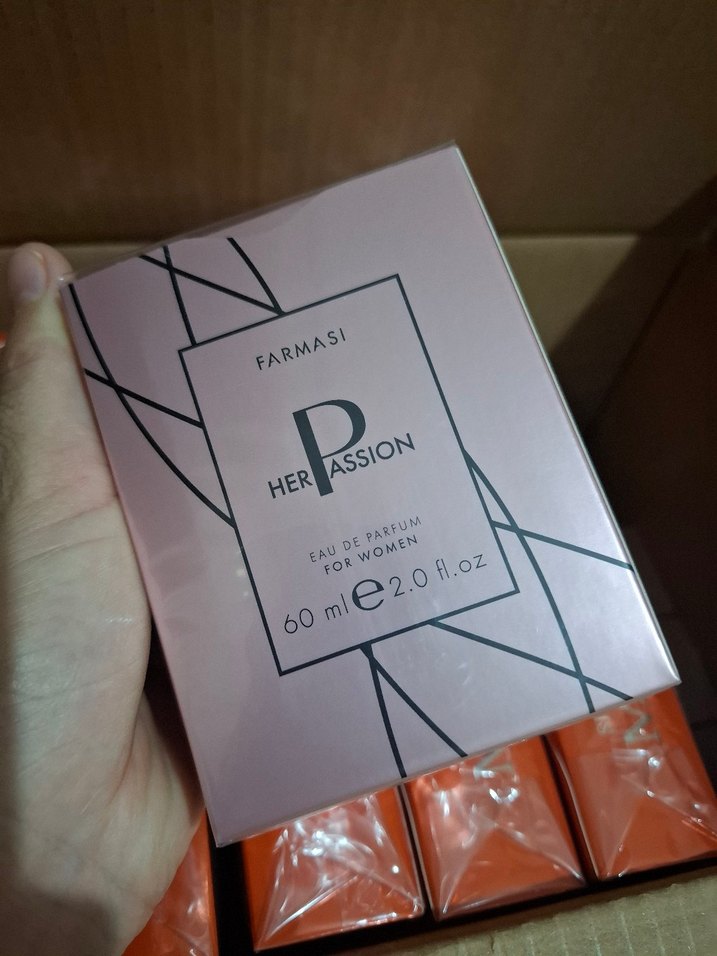 FARMASI
HER PASSION
EAU DE PARFUM
FOR WOMEN
60 ml e 2.0 fl.oz